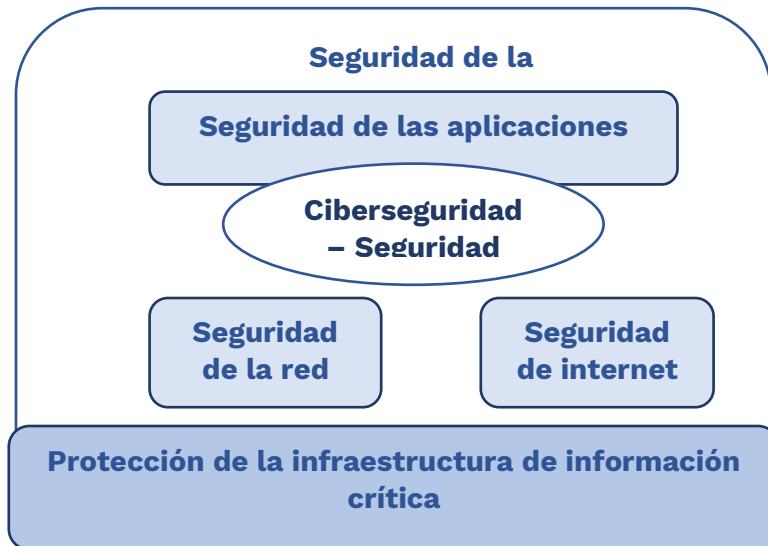 Seguridad de la
Seguridad de las aplicaciones
Ciberseguridad
– Seguridad
Seguridad
de la red
Seguridad
de internet
Protección de la infraestructura de información
crítica